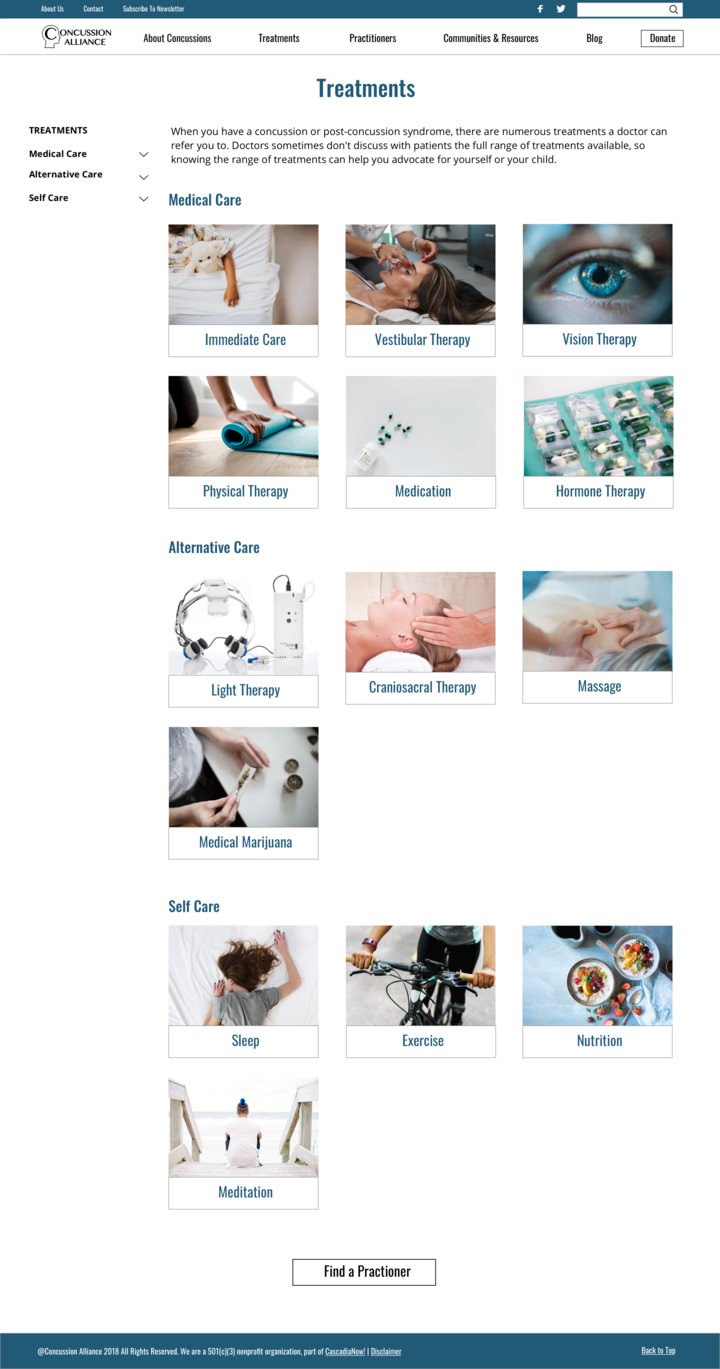 About Us
Contact
Subscribe To Newsletter
CONCUSSION
ALLIANCE
About Concussions
Treatments
Practitioners
Communities & Resources
Blog
Donate
Treatments
TREATMENTS
Medical Care
Alternative Care
Self Care
When you have a concussion or post-concussion syndrome, there are numerous treatments a doctor can
refer you to. Doctors sometimes don't discuss with patients the full range of treatments available, so
knowing the range of treatments can help you advocate for yourself or your child.
Medical Care
Immediate Care
Vestibular Therapy
Vision Therapy
Physical Therapy
Medication
Hormone Therapy
Alternative Care
Light Therapy
Craniosacral Therapy
Massage
Medical Marijuana
Self Care
Sleep
Exercise
Nutrition
Meditation
Find a Practioner
@Concussion Alliance 2018 All Rights Reserved. We are a 501(c)(3) nonprofit organization, part of CascadiaNow! | Disclaimer
Back to Top